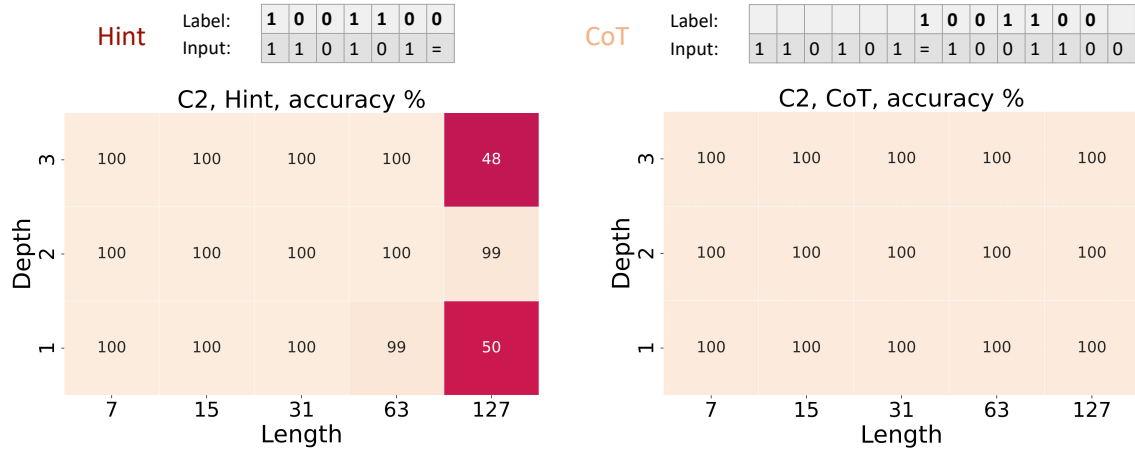 Hint
Label: 1 0 0 1 1 0 0
Input: 1 1 0 1 0 1 =
C2, Hint, accuracy %
Depth
3 100 100 100 100 48
2 100 100 100 100 99
1 100 100 100 99 50
7 15 31 63 127
Length
CoT
Label: 1 0 0 1 1 0 0
Input: 1 1 0 1 0 1 = 1 0 0 1 1 0 0
C2, CoT, accuracy %
Depth
3 100 100 100 100 100
2 100 100 100 100 100
1 100 100 100 100 100
7 15 31 63 127
Length